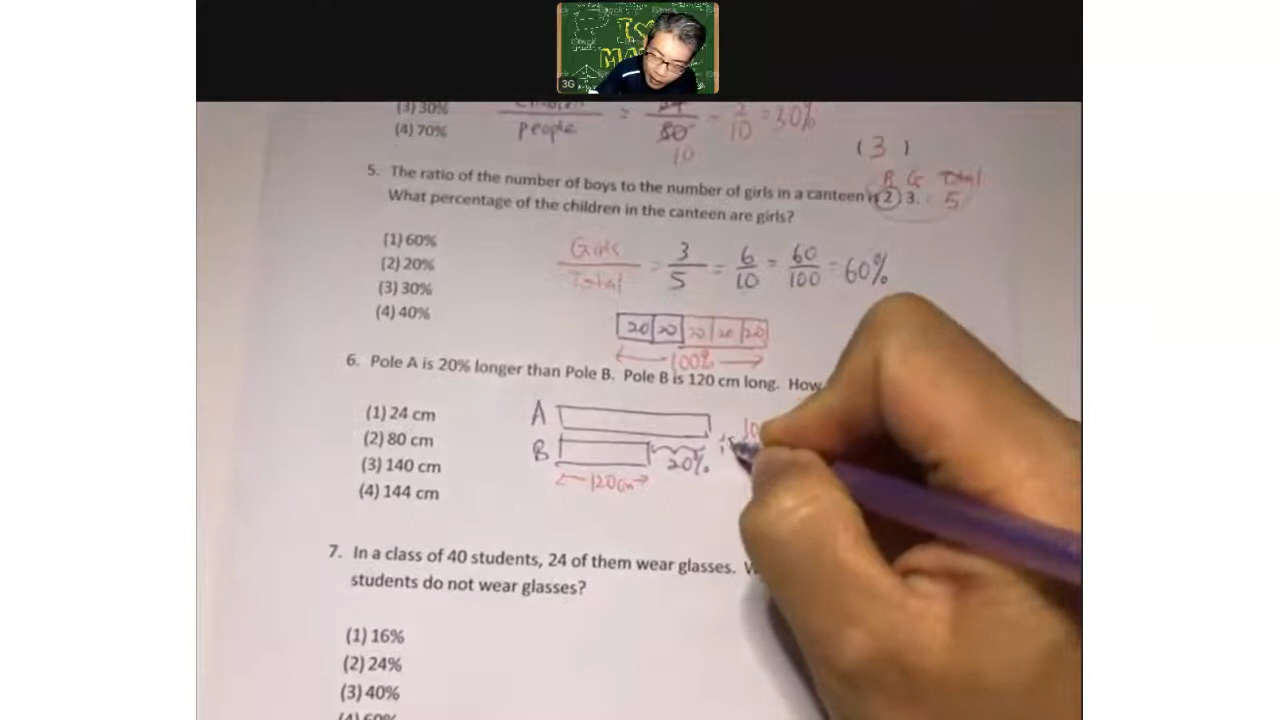 I
MA
3G
(3) 30%
(4) 70%
people
=
80
10
10
=30%
(3)
5. The ratio of the number of boys to the number of girls in a canteen is 2 3.
B G Total
5
What percentage of the children in the canteen are girls?
(1) 60%
(2) 20%
(3) 30%
(4) 40%
Girls
Total
= 3/5 = 6/10 = 60/100 = 60%
20 20 20 20 20
100%
6. Pole A is 20% longer than Pole B. Pole B is 120 cm long. How
(1) 24 cm
(2) 80 cm
(3) 140 cm
(4) 144 cm
A
B
20%
120cm
7. In a class of 40 students, 24 of them wear glasses.
students do not wear glasses?
(1) 16%
(2) 24%
(3) 40%
(4) 60%